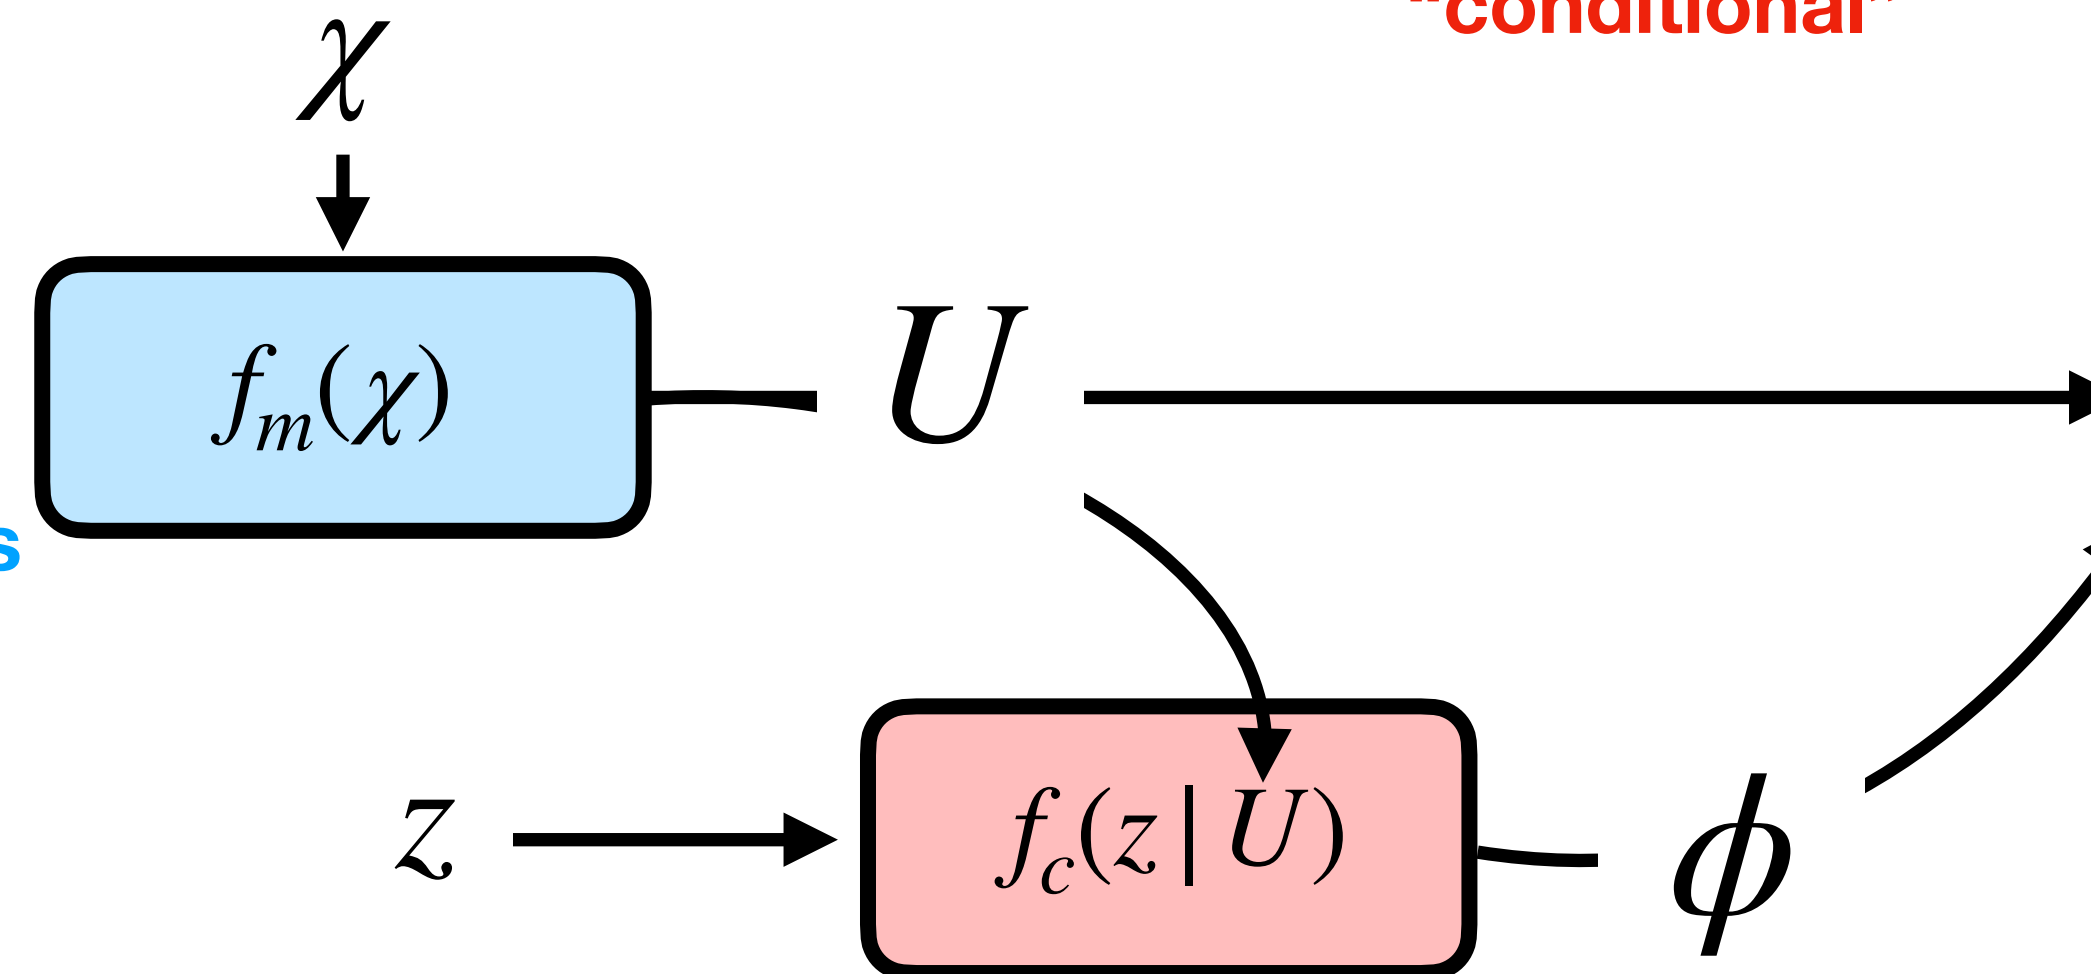 “conditional”
χ
f_m(χ)
U
s
z
f_c(z | U)
ϕ